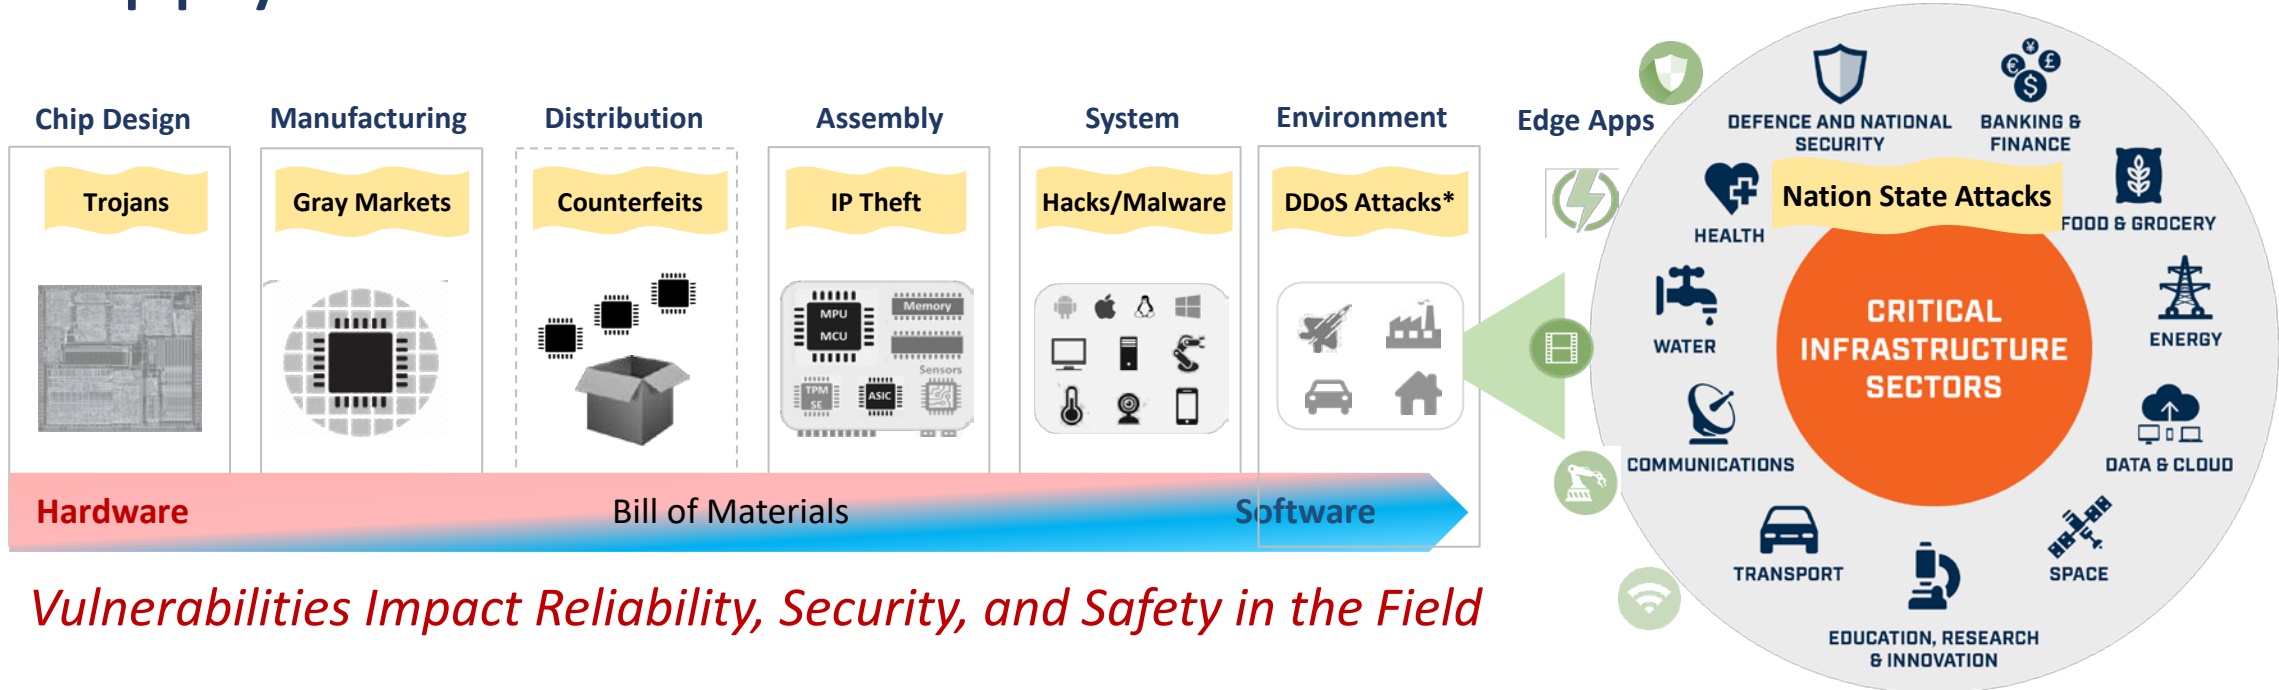 Chip Design
Manufacturing
Distribution
Assembly
System
Environment
Edge Apps
Trojans
Gray Markets
Counterfeits
IP Theft
Hacks/Malware
DDoS Attacks*
MPU
MCU
Memory
Sensors
TPM
SE
ASIC
Hardware
Bill of Materials
Software
Vulnerabilities Impact Reliability, Security, and Safety in the Field
DEFENCE AND NATIONAL
SECURITY
BANKING &
FINANCE
Nation State Attacks
HEALTH
FOOD & GROCERY
WATER
ENERGY
CRITICAL
INFRASTRUCTURE
SECTORS
COMMUNICATIONS
DATA & CLOUD
TRANSPORT
SPACE
EDUCATION, RESEARCH
& INNOVATION